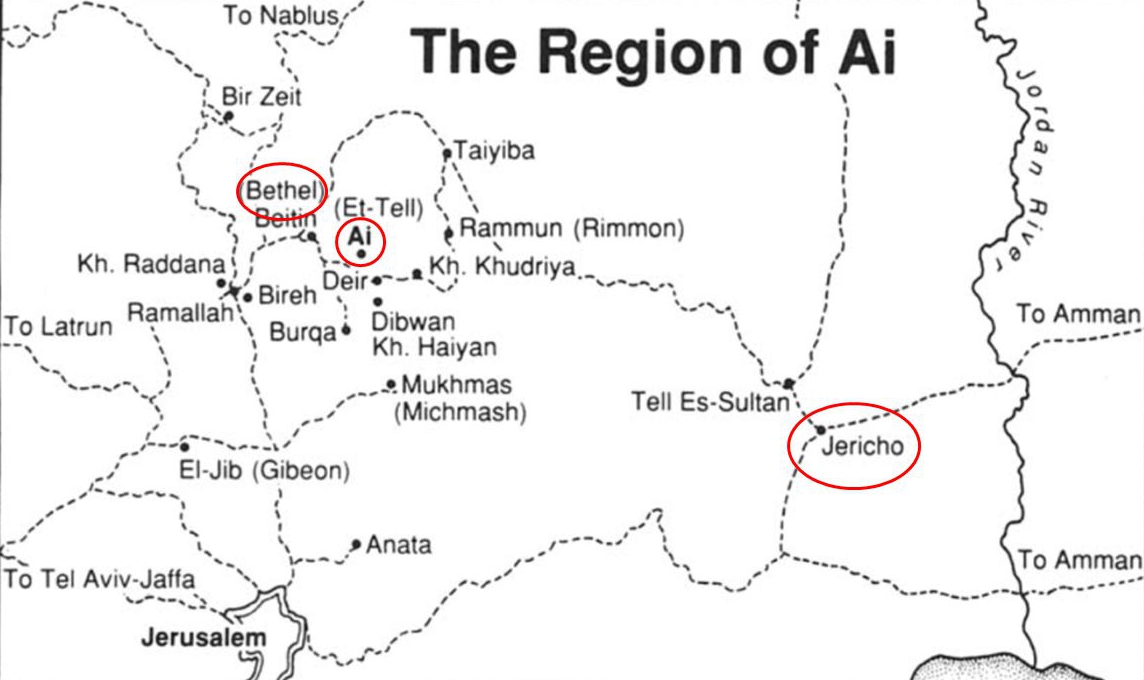 To Nablus
The Region of Ai
Bir Zeit
Jordan River
Taiyiba
(Bethel)
Beitin
(Et-Tell)
Ai
Rammun (Rimmon)
Kh. Raddana
Kh. Khudriya
Deir
Bireh
Ramallah
To Latrun
Burqa
Dibwan
Kh. Haiyan
To Amman
Mukhmas
(Michmash)
Tell Es-Sultan
Jericho
El-Jib (Gibeon)
Anata
To Amman
To Tel Aviv-Jaffa
Jerusalem